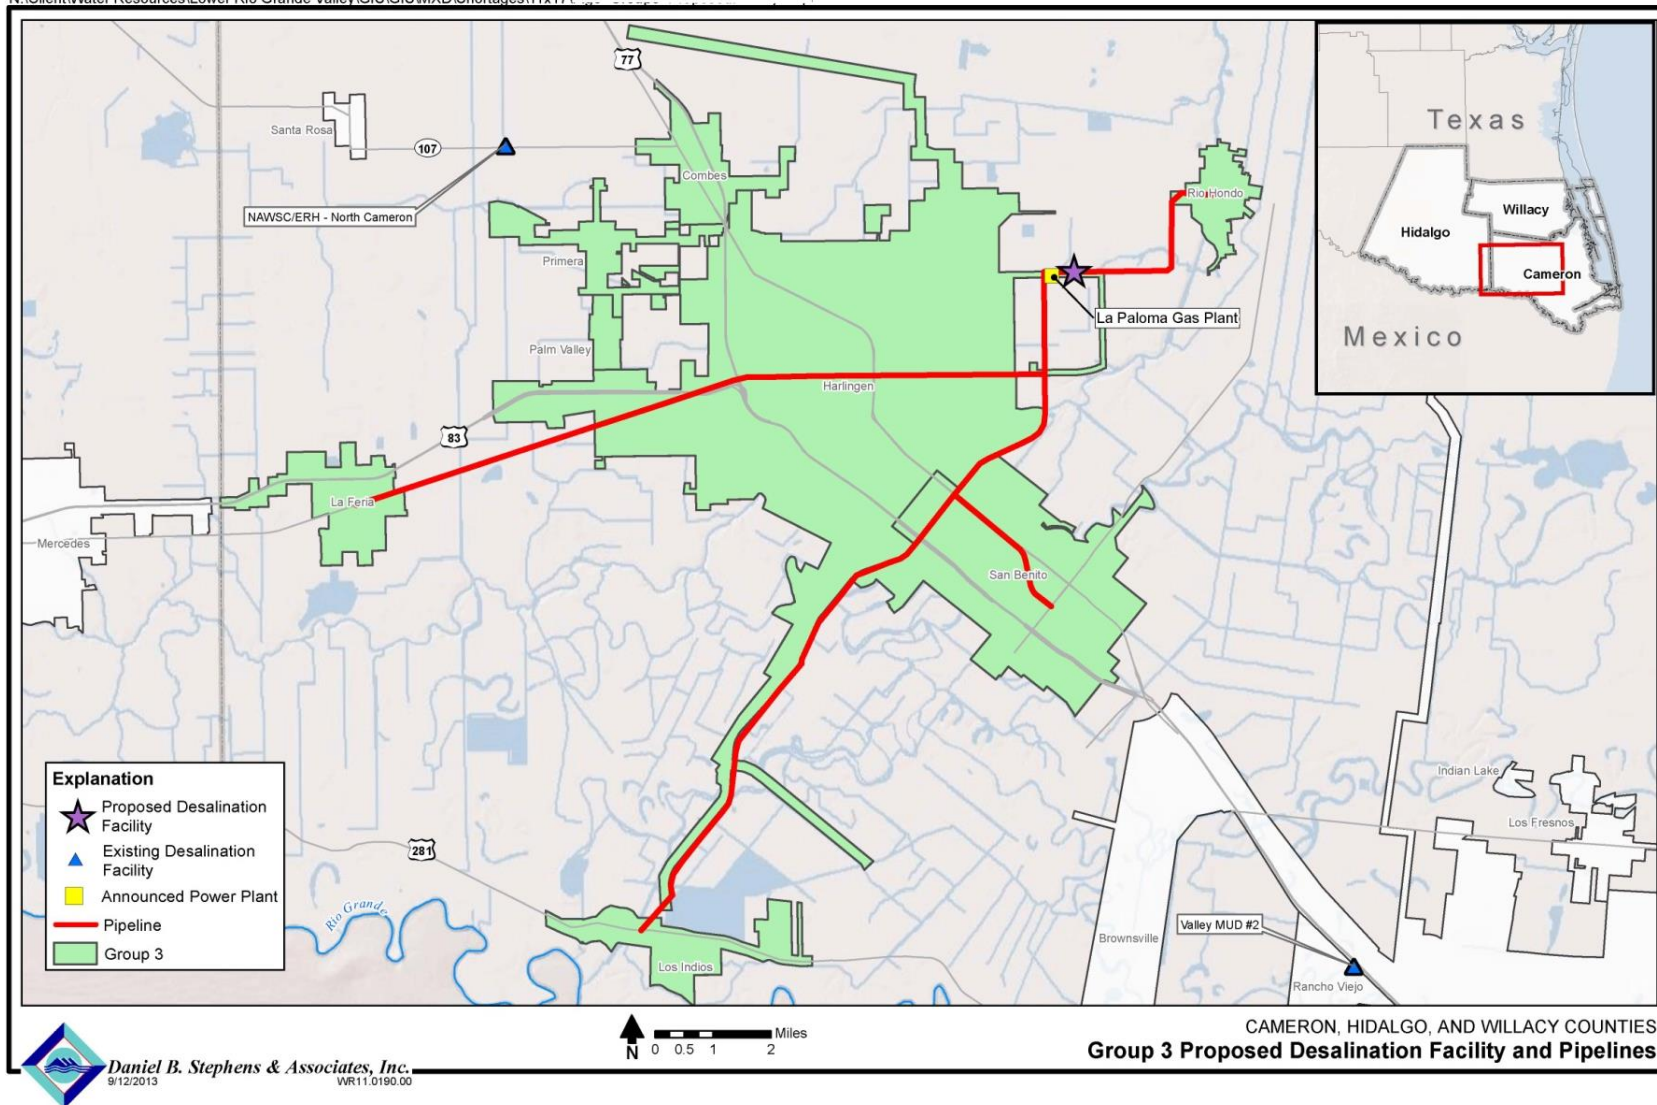 77
Santa Rosa
107
Combes
NAWSC/ERH - North Cameron
Rio Hondo
Primera
La Paloma Gas Plant
Palm Valley
Harlingen
83
La Feria
Mercedes
San Benito
Indian Lake
Los Fresnos
281
Rio Grande
Valley MUD #2
Brownsville
Los Indios
Rancho Viejo
Texas
Willacy
Hidalgo
Cameron
Mexico
Explanation
Proposed Desalination
Facility
Existing Desalination
Facility
Announced Power Plant
Pipeline
Group 3
N
Miles
0 0.5 1 2
CAMERON, HIDALGO, AND WILLACY COUNTIES
Group 3 Proposed Desalination Facility and Pipelines
Daniel B. Stephens & Associates, Inc.
9/12/2013
WR11.0190.00